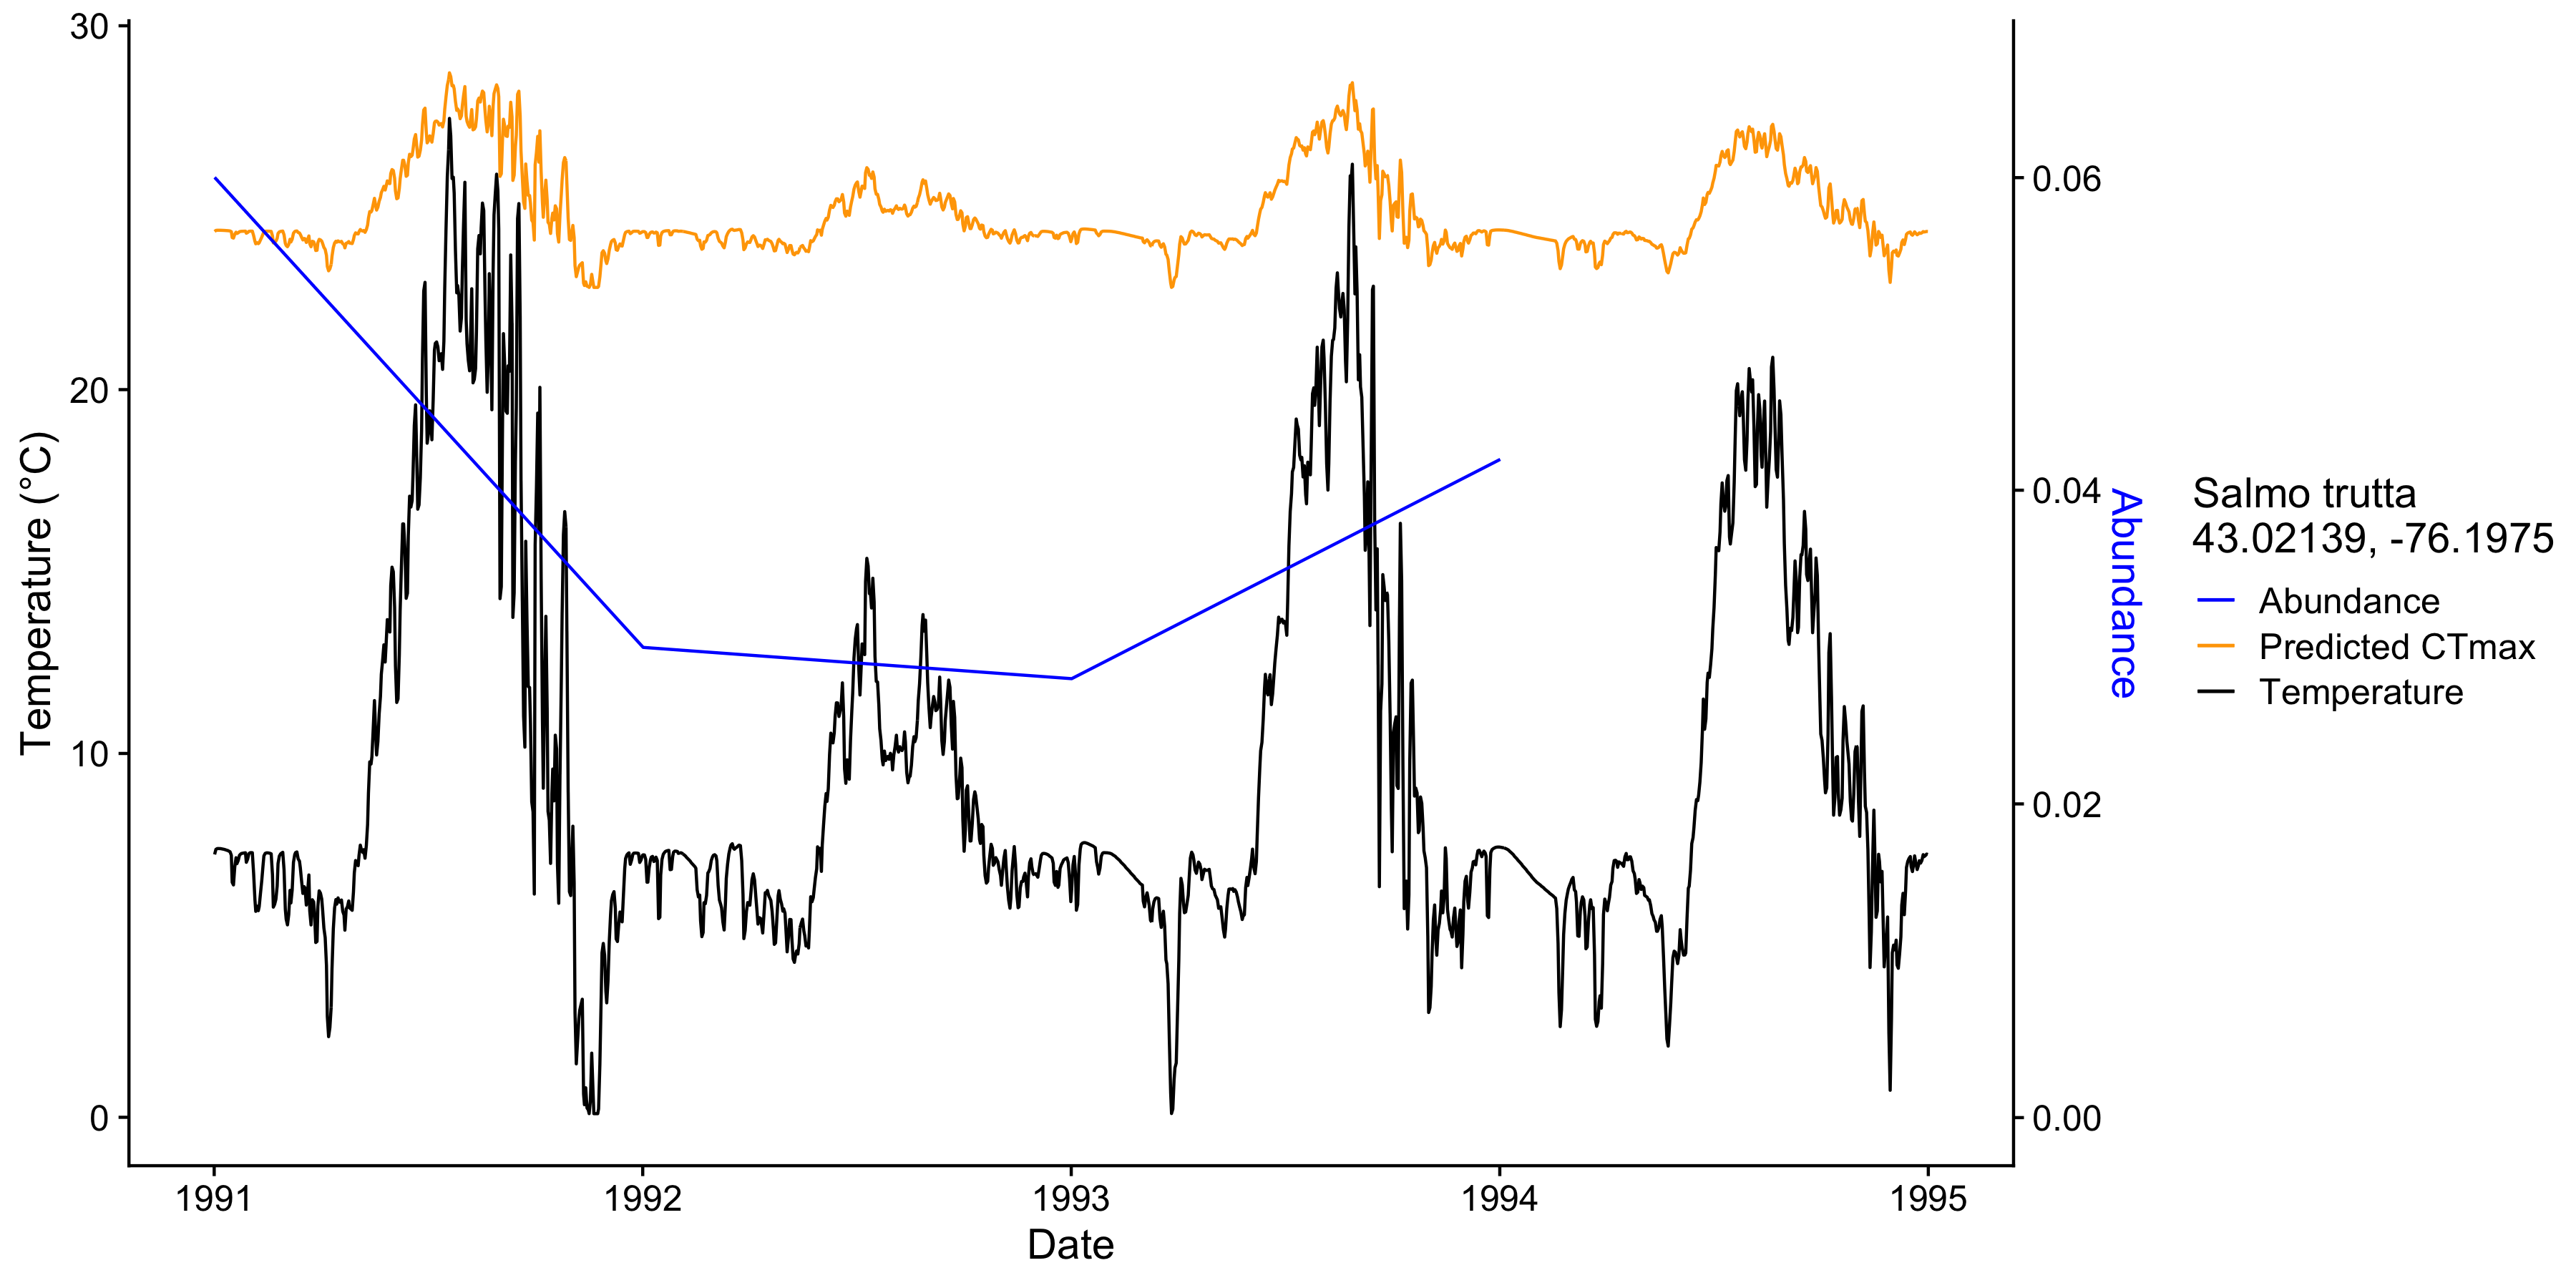 30
20
10
0
Temperature (°C)
1991
1992
1993
1994
1995
Date
0.06
0.04
0.02
0.00
Abundance
Salmo trutta
43.02139, -76.1975
Abundance
Predicted CTmax
Temperature